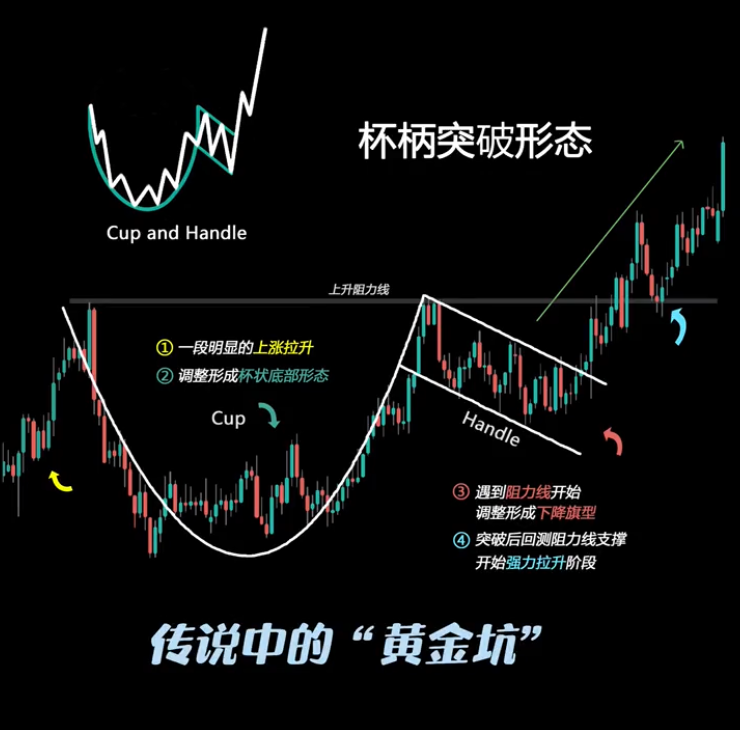 杯柄突破形态
Cup and Handle
上升阻力线
① 一段明显的上涨拉升
② 调整形成杯状底部形态
Cup
Handle
③ 遇到阻力线开始
调整形成下降旗型
④ 突破后回测阻力线支撑
开始强力拉升阶段
传说中的“黄金坑”